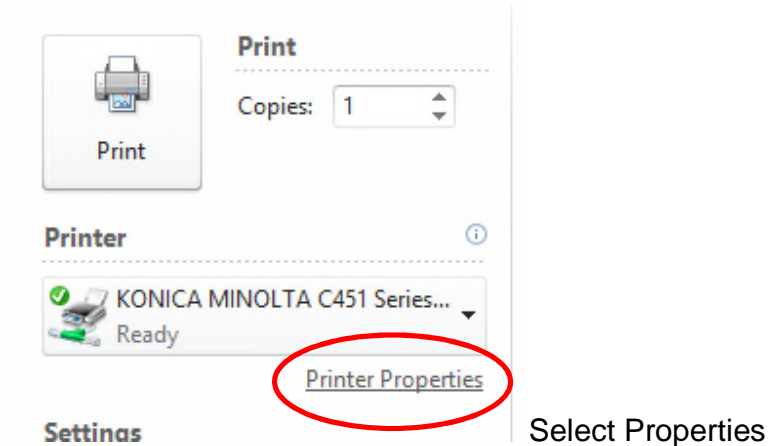 Print
Copies: 1
Print
Printer
KONICA MINOLTA C451 Series...
Ready
Printer Properties
Settings
Select Properties